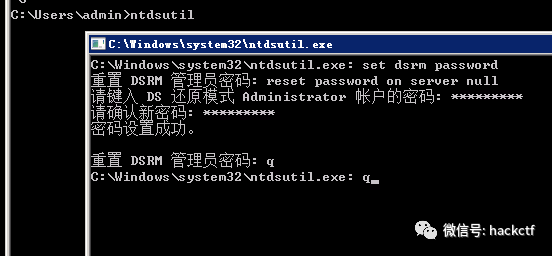 C:\Users\admin>ntdsutil
C:\Windows\system32\ntdsutil.exe
C:\Windows\system32\ntdsutil.exe: set dsrm password
重置 DSRM 管理员密码: reset password on server null
请键入 DS 还原模式 Administrator 帐户的密码: *********
请确认新密码: *********
密码设置成功。
重置 DSRM 管理员密码: q
C:\Windows\system32\ntdsutil.exe: q_
微信号: hackctf